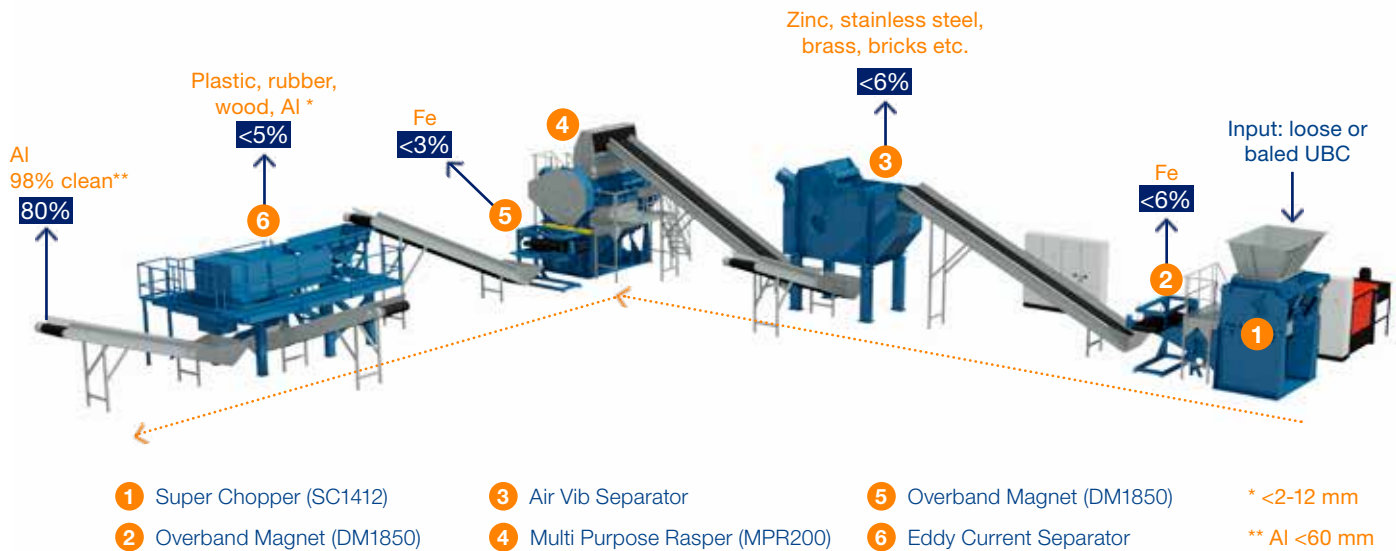 Zinc, stainless steel,
brass, bricks etc.
<6%
Plastic, rubber,
wood, Al *
<5%
Fe
<3%
4
Input: loose or
baled UBC
Al
98% clean**
80%
3
Fe
<6%
6
5
2
1
1 Super Chopper (SC1412)
3 Air Vib Separator
5 Overband Magnet (DM1850)
* <2-12 mm
2 Overband Magnet (DM1850)
4 Multi Purpose Rasper (MPR200)
6 Eddy Current Separator
** Al <60 mm